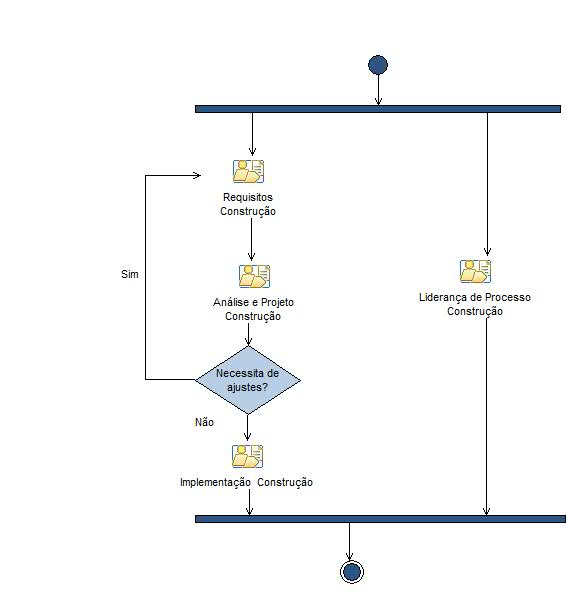 Requisitos
Construção
Sim
Análise e Projeto
Construção
Liderança de Processo
Construção
Necessita de
ajustes?
Não
Implementação Construção